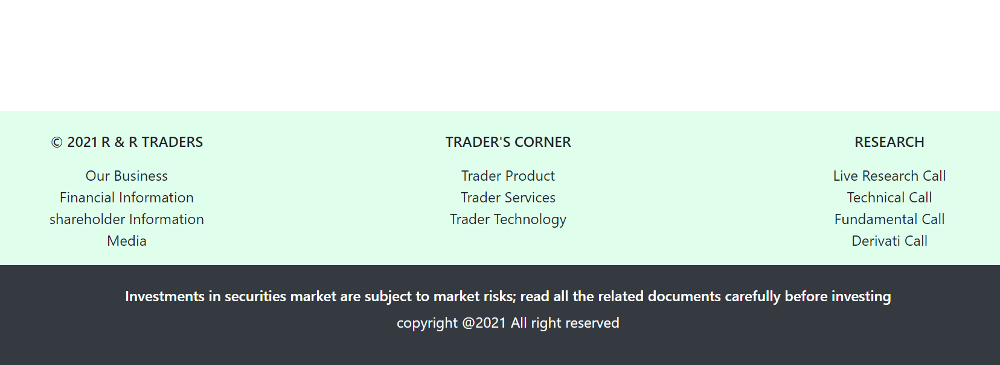 © 2021 R & R TRADERS
Our Business
Financial Information
shareholder Information
Media
TRADER'S CORNER
Trader Product
Trader Services
Trader Technology
RESEARCH
Live Research Call
Technical Call
Fundamental Call
Derivati Call
Investments in securities market are subject to market risks; read all the related documents carefully before investing
copyright @2021 All right reserved